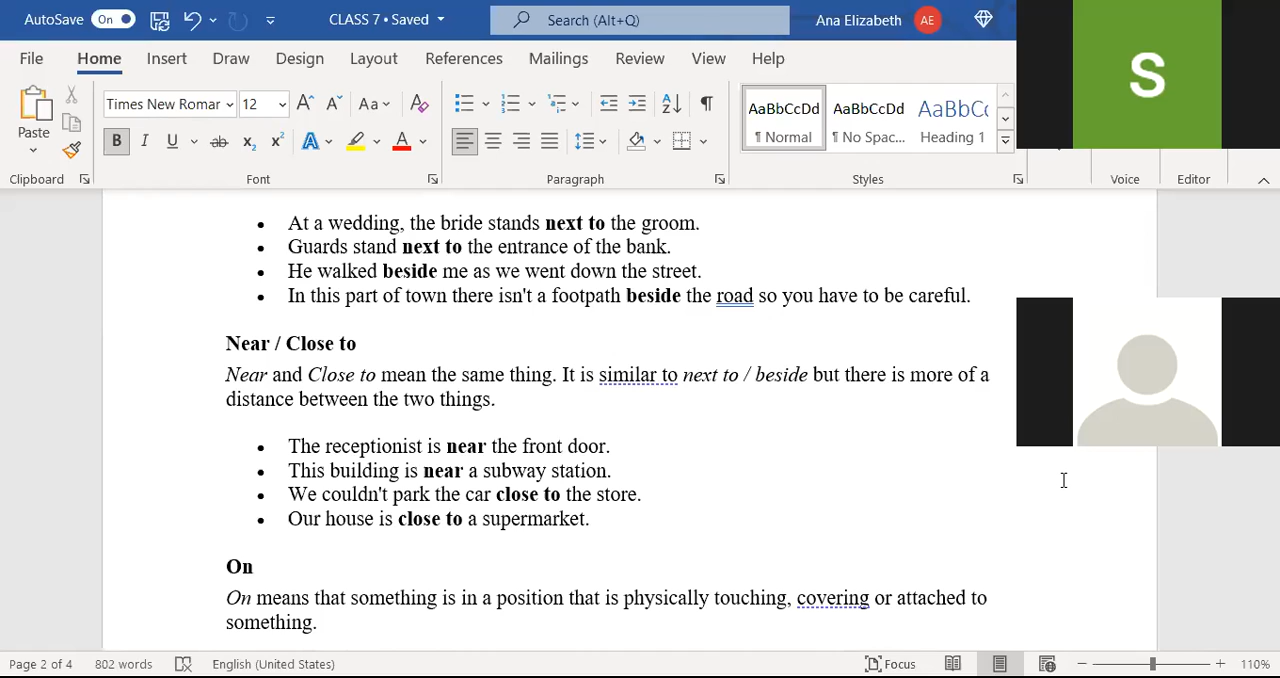 AutoSave On CLASS 7 • Saved Search (Alt+Q) Ana Elizabeth AE
File Home Insert Draw Design Layout References Mailings Review View Help
S
Paste Times New Romar 12 A A Aa A AaBbCcDd AaBbCcDd AaBbCc
B I U ab x₂ x² A A ¶ Normal ¶ No Spac... Heading 1
Clipboard Font Paragraph Styles Voice Editor
• At a wedding, the bride stands next to the groom.
• Guards stand next to the entrance of the bank.
• He walked beside me as we went down the street.
• In this part of town there isn't a footpath beside the road so you have to be careful.
Near / Close to
Near and Close to mean the same thing. It is similar to next to / beside but there is more of a
distance between the two things.
• The receptionist is near the front door.
• This building is near a subway station.
• We couldn't park the car close to the store.
• Our house is close to a supermarket.
On
On means that something is in a position that is physically touching, covering or attached to
something.
Page 2 of 4 802 words English (United States) Focus 110%